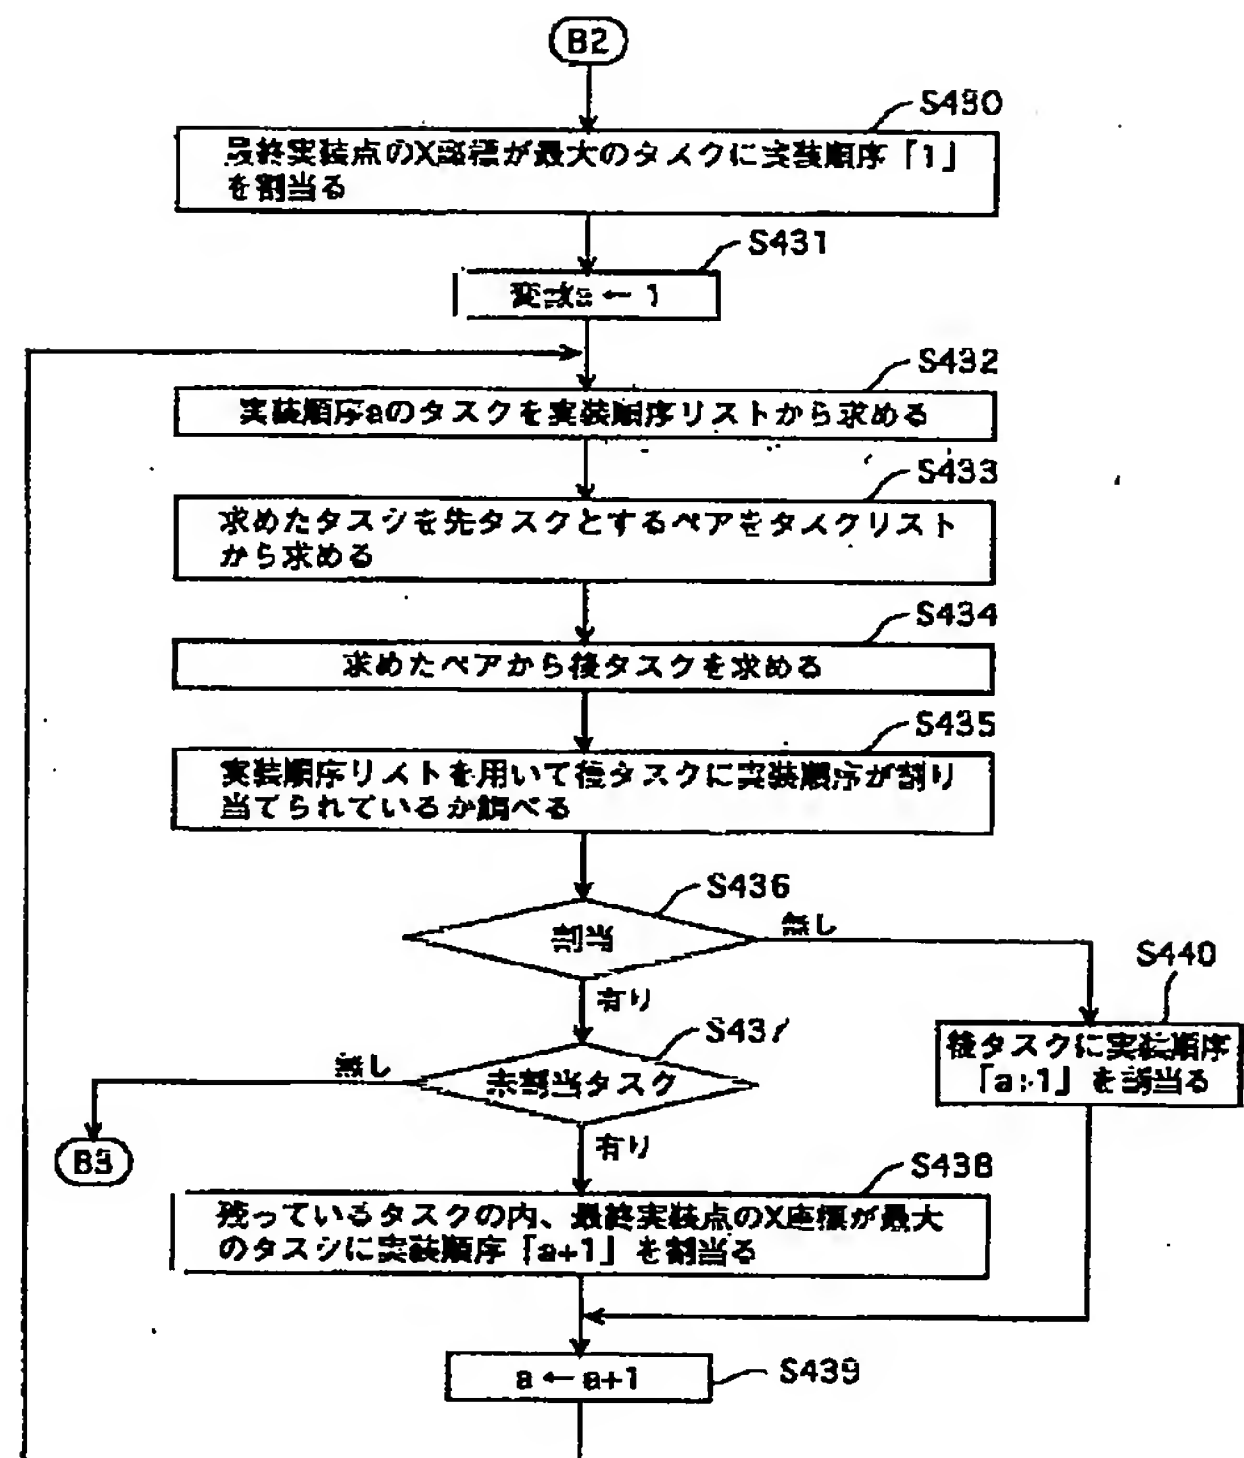 B2
S430
最終実装点のX座標が最大のタスクに実装順序「1」
を割当る
S431
変数a ← 1
S432
実装順序aのタスクを実装順序リストから求める
S433
求めたタスクを先タスクとするペアをタスクリスト
から求める
S434
求めたペアから後タスクを求める
S435
実装順序リストを用いて後タスクに実装順序が割り
当てられているか調べる
S436
割当
無し
有り
S440
後タスクに実装順序
「a+1」を割当る
S437
未割当タスク
無し
有り
B3
S438
残っているタスクの内、最終実装点のX座標が最大
のタスクに実装順序「a+1」を割当る
a ← a+1
S439